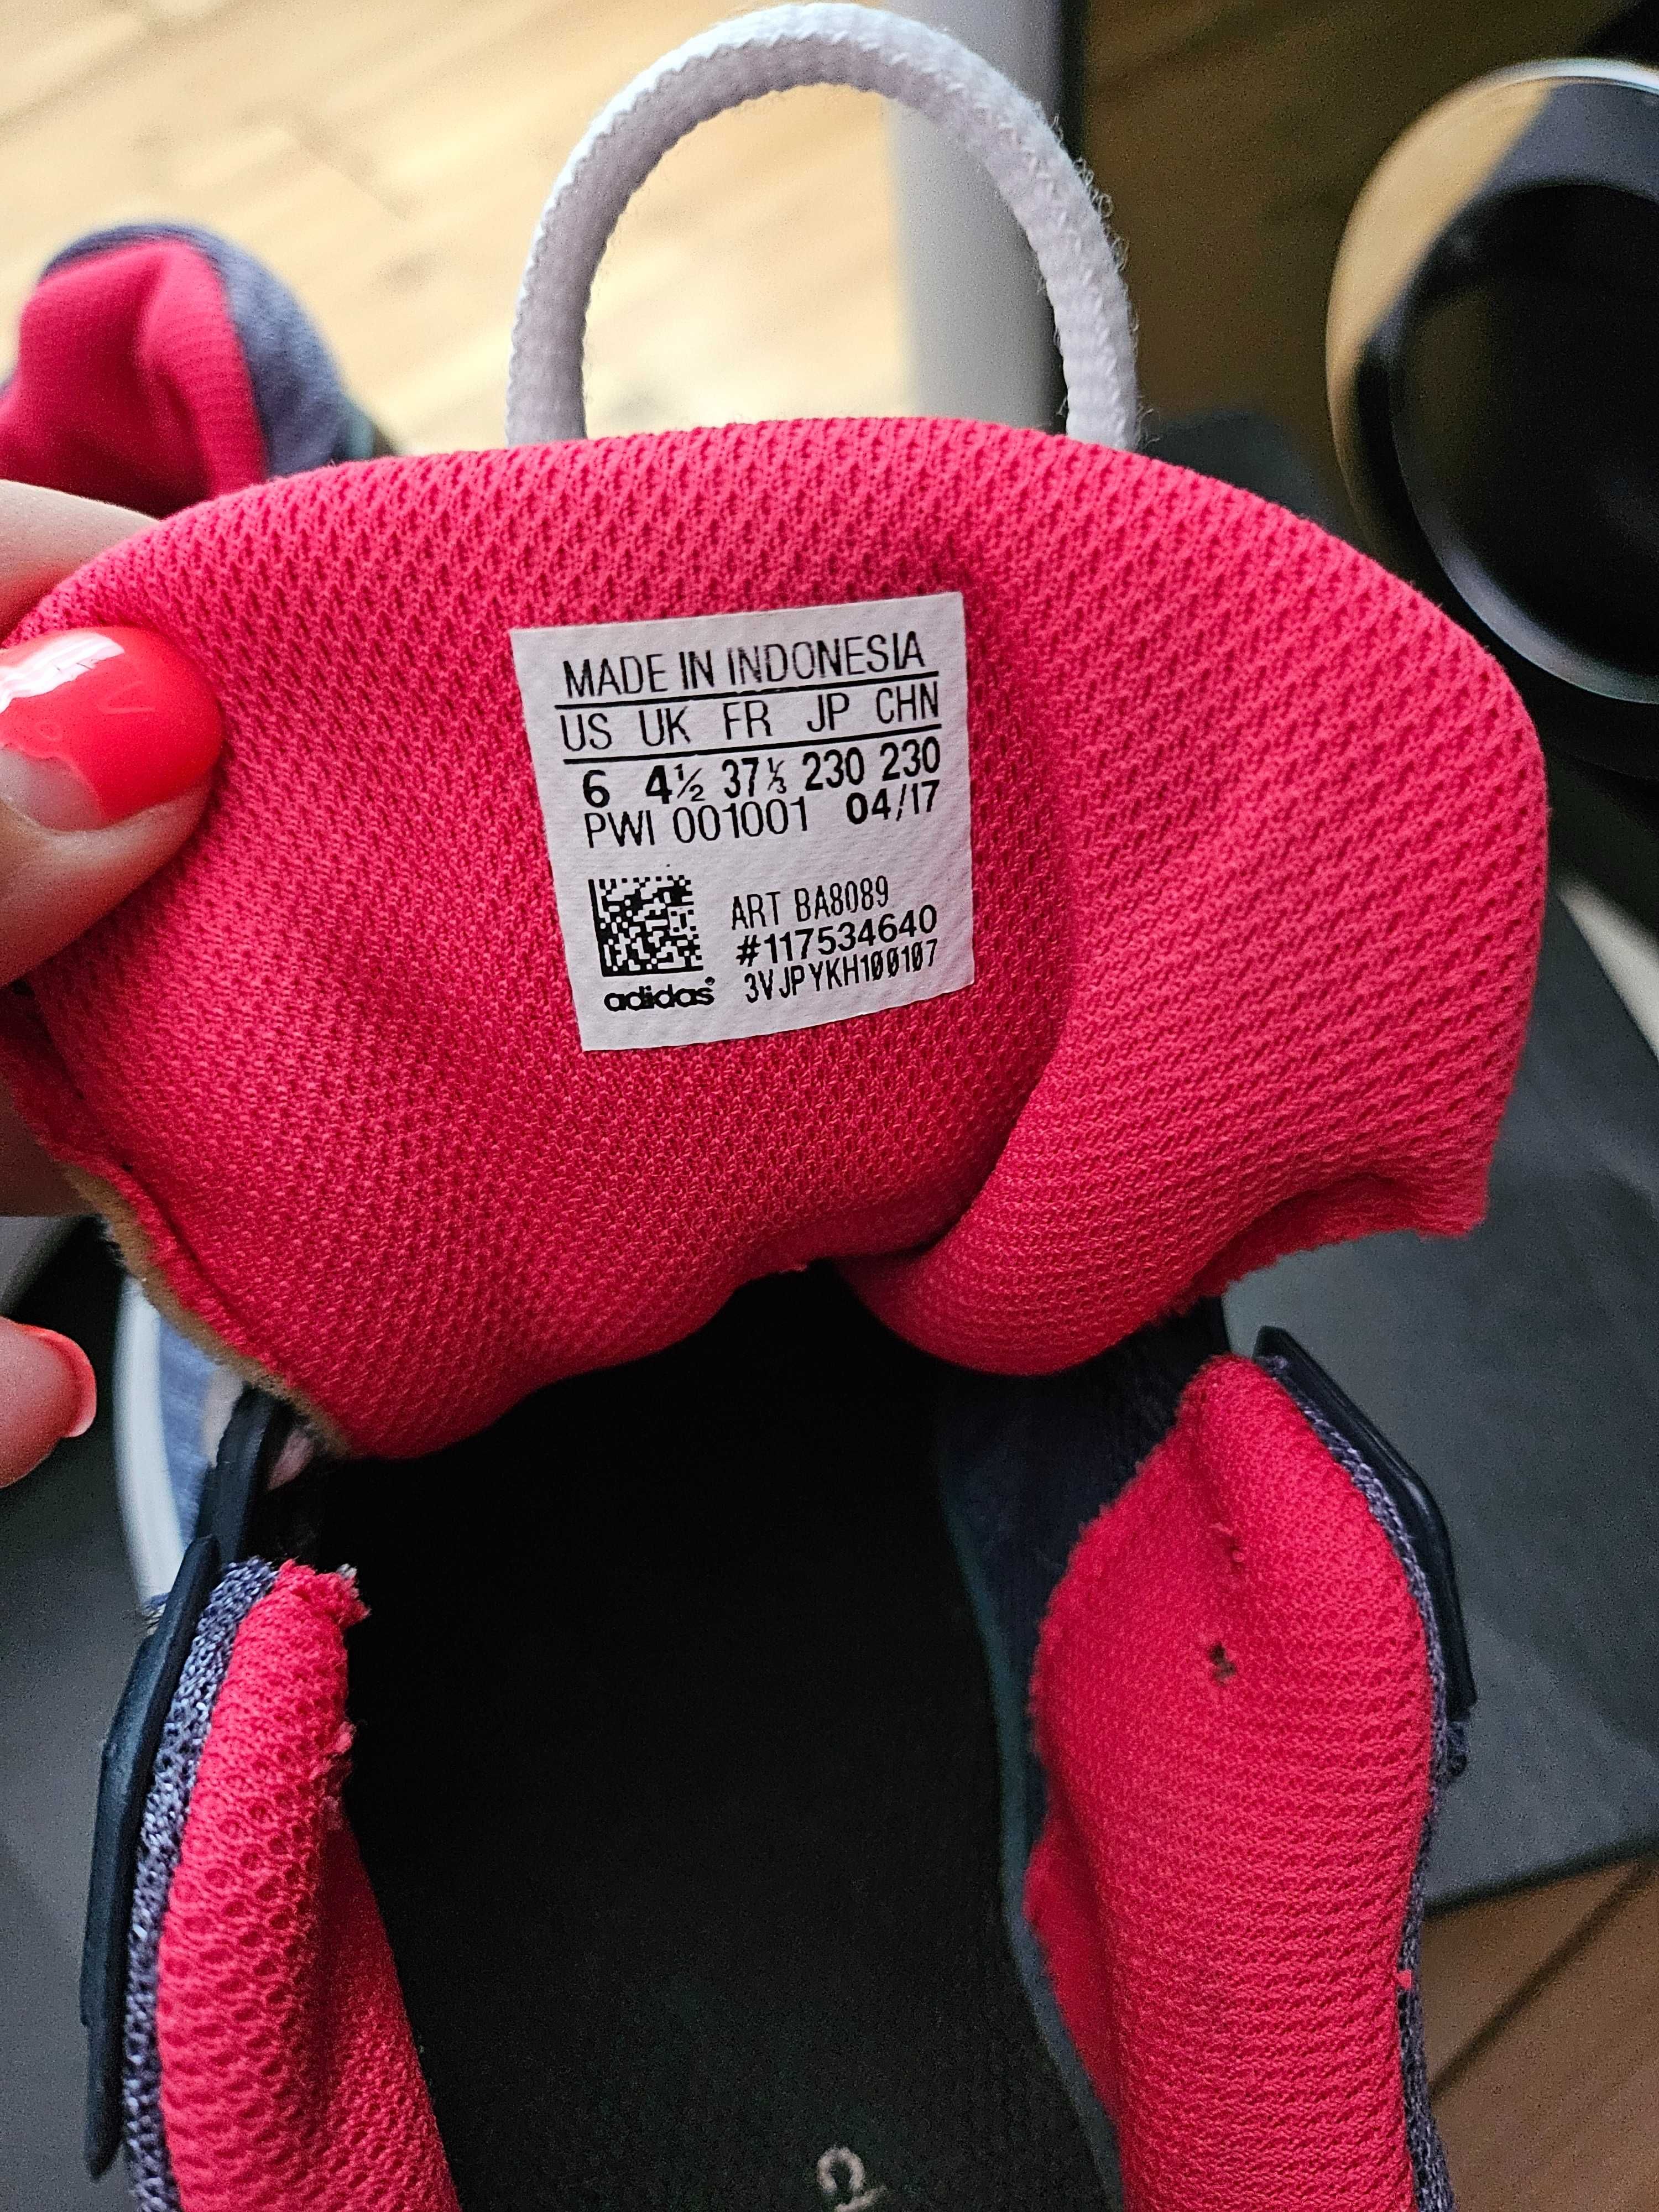 MADE IN INDONESIA
US UK FR JP CHN
6 4½ 37⅓ 230 230
PWI 001001 04/17
ART BA8089
#117534640
3VJPYKH100107
adidas